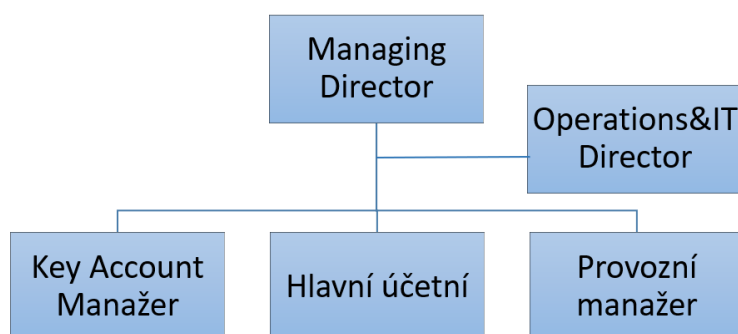 Managing
Director
Operations&IT
Director
Key Account
Manažer
Hlavní účetní
Provozní
manažer